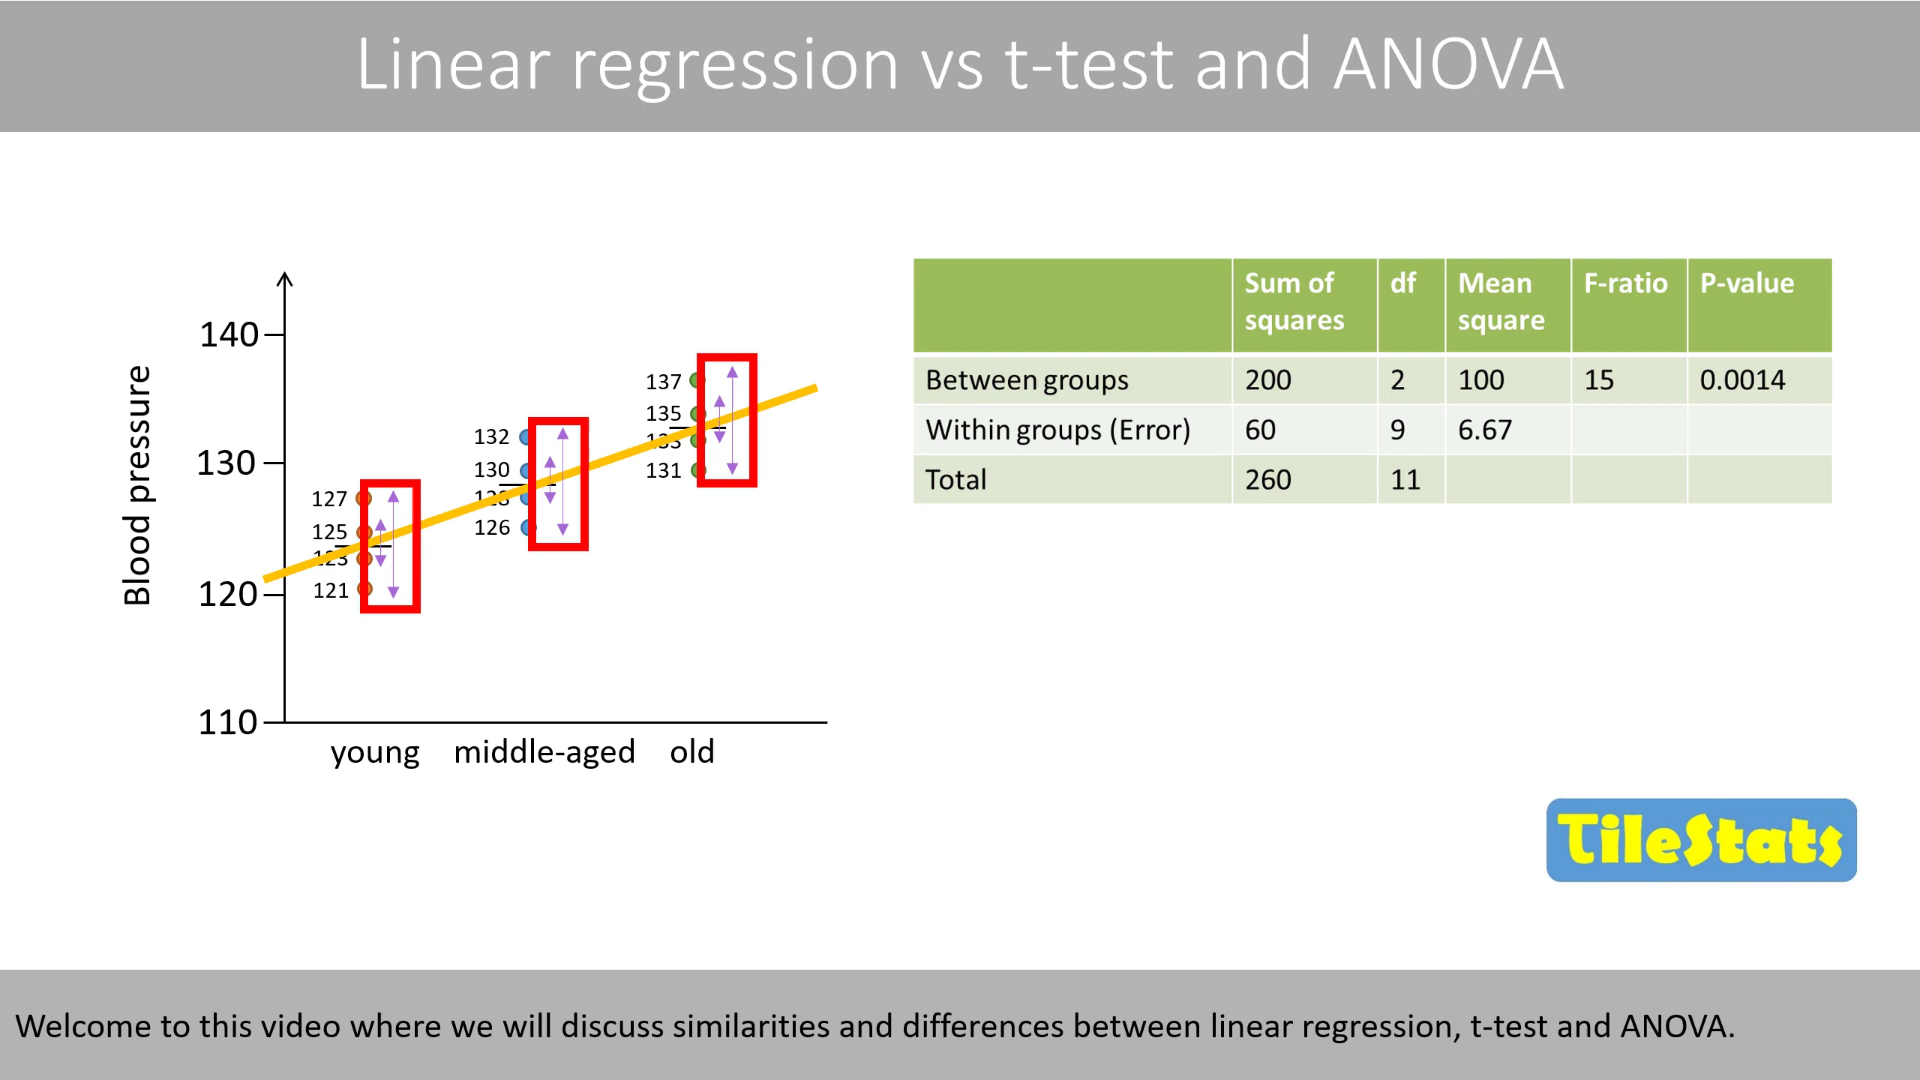 Linear regression vs t-test and ANOVA
Blood pressure
140
130
120
110
137
135
133
131
132
130
128
126
127
125
123
121
young middle-aged old
Sum of squares df Mean square F-ratio P-value
Between groups 200 2 100 15 0.0014
Within groups (Error) 60 9 6.67
Total 260 11
TileStats
Welcome to this video where we will discuss similarities and differences between linear regression, t-test and ANOVA.